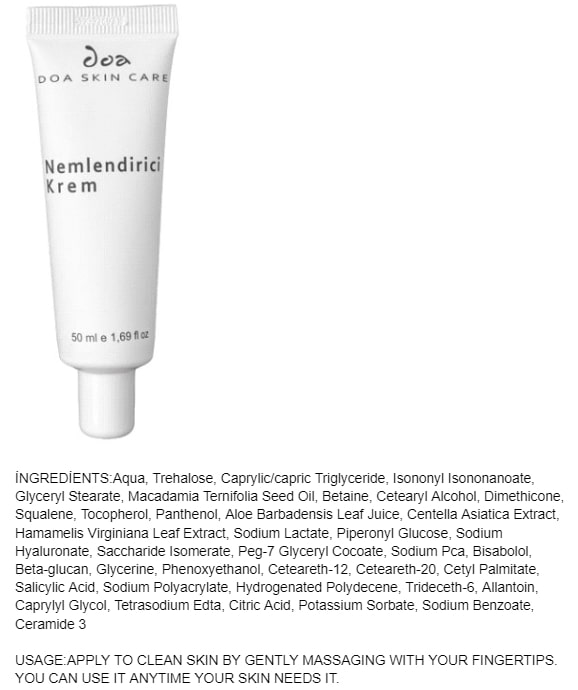 doa
DOA SKIN CARE
Nemlendirici
Krem
50 ml e 1,69 fl oz
İNGREDİENTS:Aqua, Trehalose, Caprylic/capric Triglyceride, Isononyl Isononanoate,
Glyceryl Stearate, Macadamia Ternifolia Seed Oil, Betaine, Cetearyl Alcohol, Dimethicone,
Squalene, Tocopherol, Panthenol, Aloe Barbadensis Leaf Juice, Centella Asiatica Extract,
Hamamelis Virginiana Leaf Extract, Sodium Lactate, Piperonyl Glucose, Sodium
Hyaluronate, Saccharide Isomerate, Peg-7 Glyceryl Cocoate, Sodium Pca, Bisabolol,
Beta-glucan, Glycerine, Phenoxyethanol, Ceteareth-12, Ceteareth-20, Cetyl Palmitate,
Salicylic Acid, Sodium Polyacrylate, Hydrogenated Polydecene, Trideceth-6, Allantoin,
Caprylyl Glycol, Tetrasodium Edta, Citric Acid, Potassium Sorbate, Sodium Benzoate,
Ceramide 3
USAGE:APPLY TO CLEAN SKIN BY GENTLY MASSAGING WITH YOUR FINGERTIPS.
YOU CAN USE IT ANYTIME YOUR SKIN NEEDS IT.